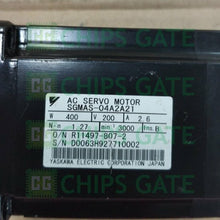 CHIPS GATE
AC SERVO MOTOR
SGMAS-04A2A21
W 400 V 200 A 2.6
N·m 1.27 min⁻¹ 3000 Ins. B
O/N R11497-807-2
S/N D0063H927710002
YASKAWA ELECTRIC CORPORATION JAPAN
CHIPS GATE